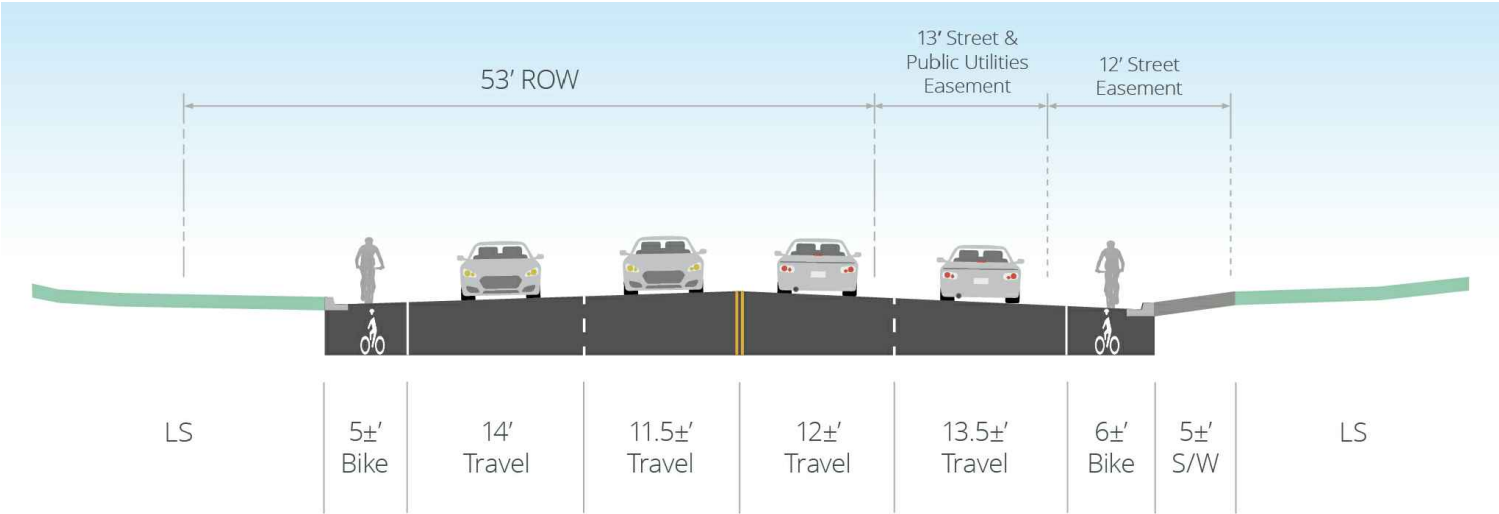 53' ROW
13' Street &
Public Utilities
Easement
12' Street
Easement
LS
5±'
Bike
14'
Travel
11.5±'
Travel
12±'
Travel
13.5±'
Travel
6±'
Bike
5±'
S/W
LS